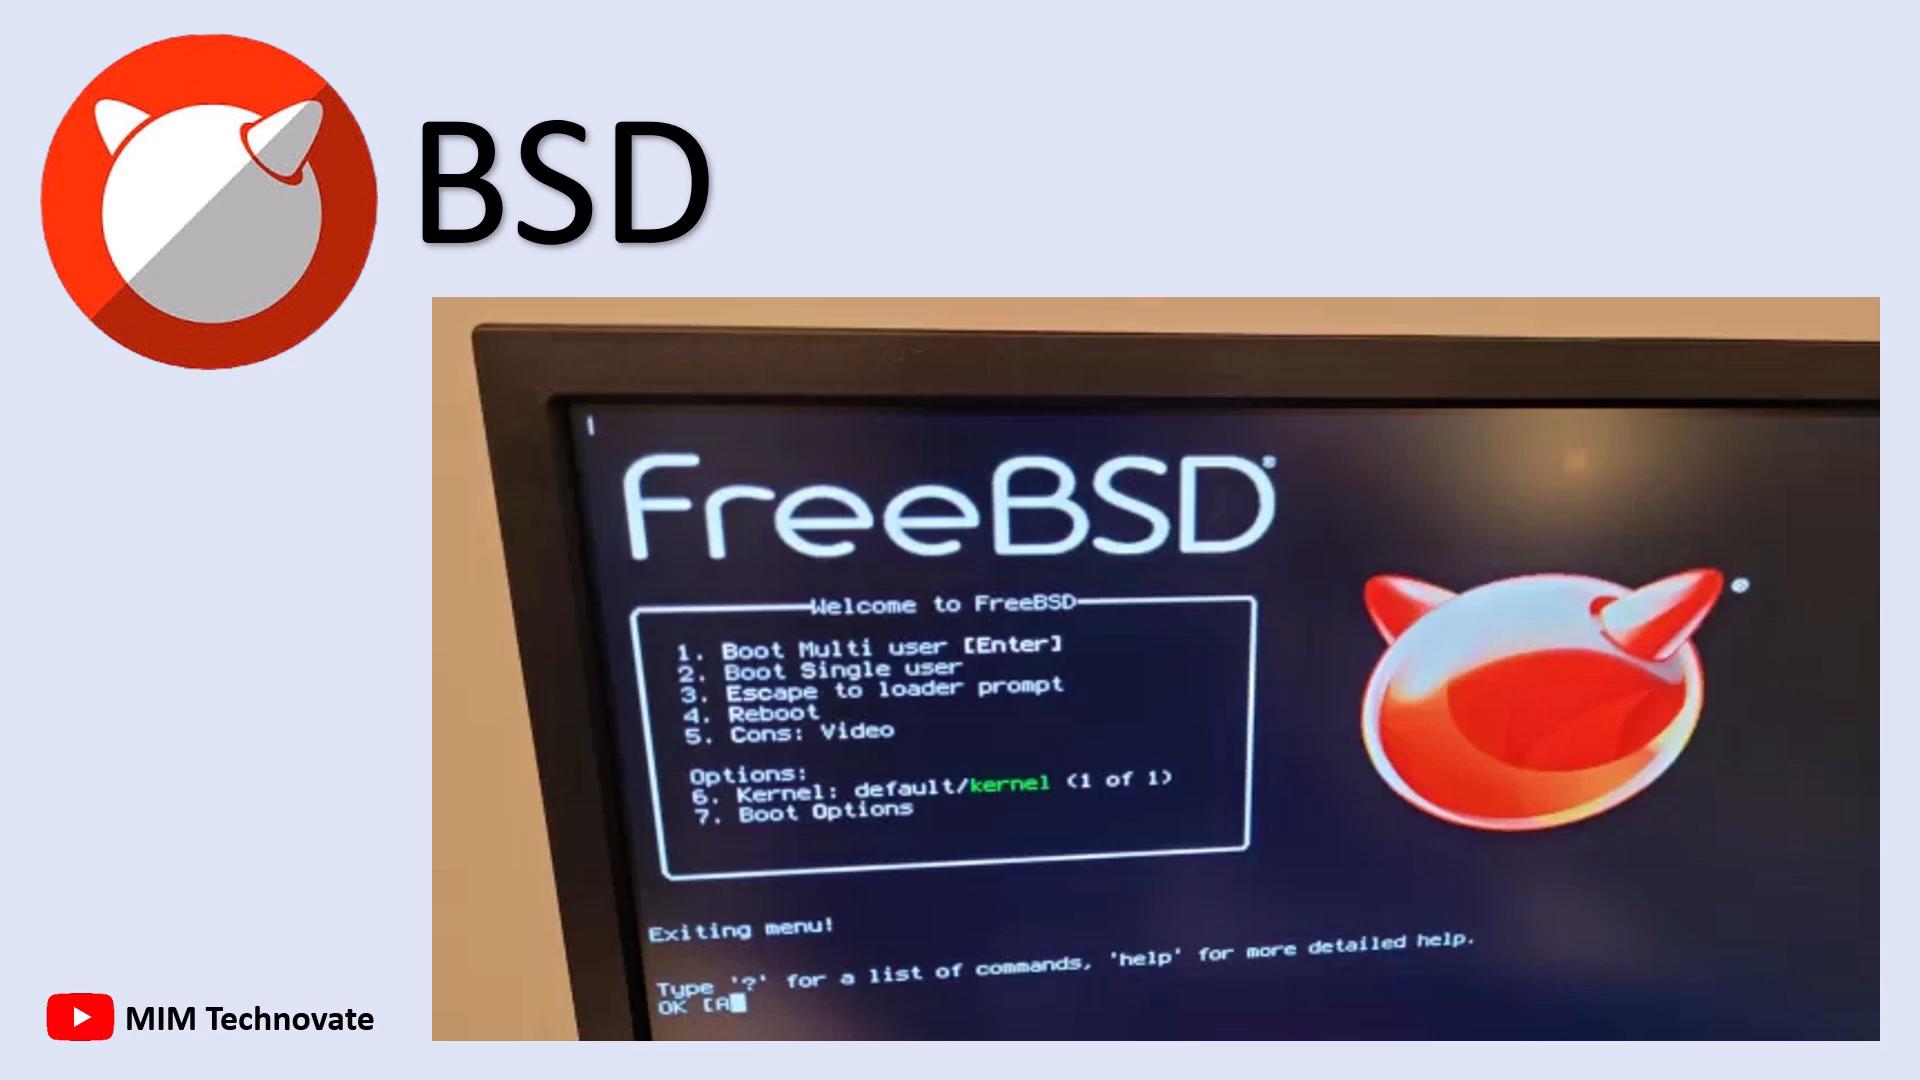 BSD
FreeBSD®
Welcome to FreeBSD
1. Boot Multi user [Enter]
2. Boot Single user
3. Escape to loader prompt
4. Reboot
5. Cons: Video
Options:
6. Kernel: default/kernel (1 of 1)
7. Boot Options
Exiting menu!
Type '?' for a list of commands, 'help' for more detailed help.
OK [A
MIM Technovate